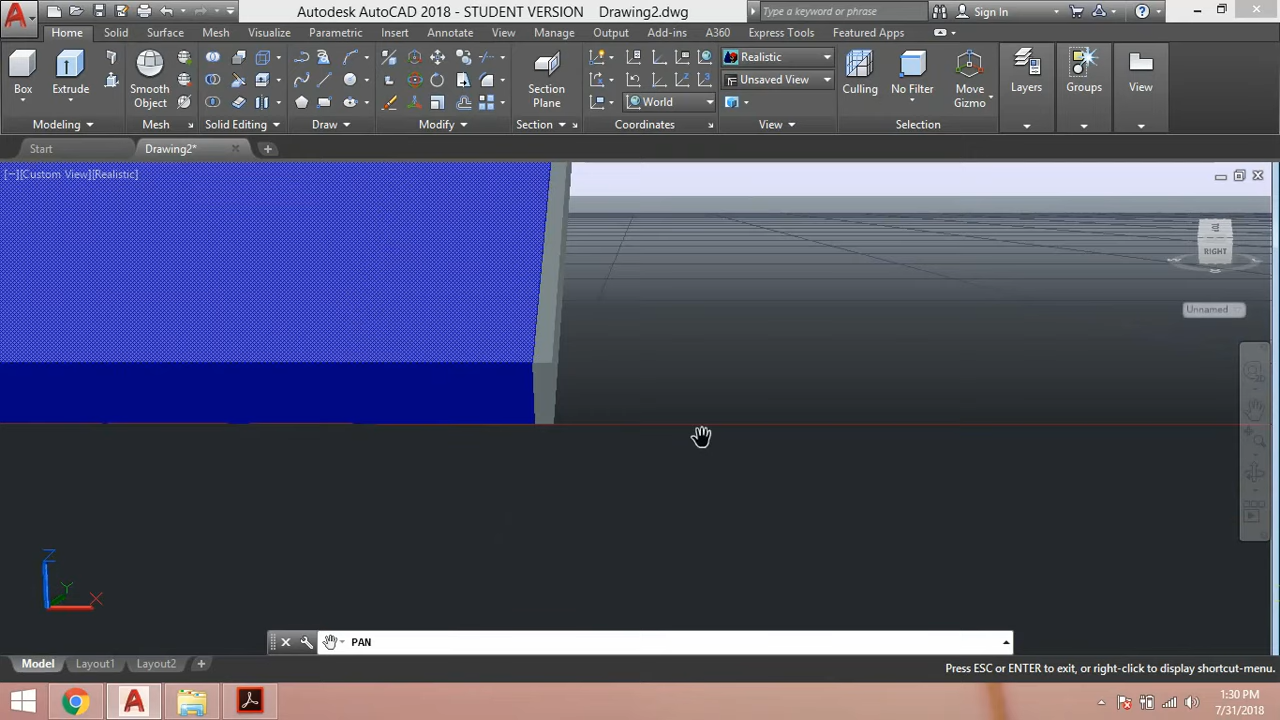 Autodesk AutoCAD 2018 - STUDENT VERSION Drawing2.dwg
Type a keyword or phrase
Sign In
Home Solid Surface Mesh Visualize Parametric Insert Annotate View Manage Output Add-ins A360 Express Tools Featured Apps
Box Extrude Smooth Object Section Plane Realistic Unsaved View World Culling No Filter Move Gizmo Layers Groups View
Modeling Mesh Solid Editing Draw Modify Section Coordinates View Selection
Start Drawing2*
[−][Custom View][Realistic]
RIGHT
Unnamed
Z
Y
X
PAN
Model Layout1 Layout2
Press ESC or ENTER to exit, or right-click to display shortcut-menu.
1:30 PM
7/31/2018